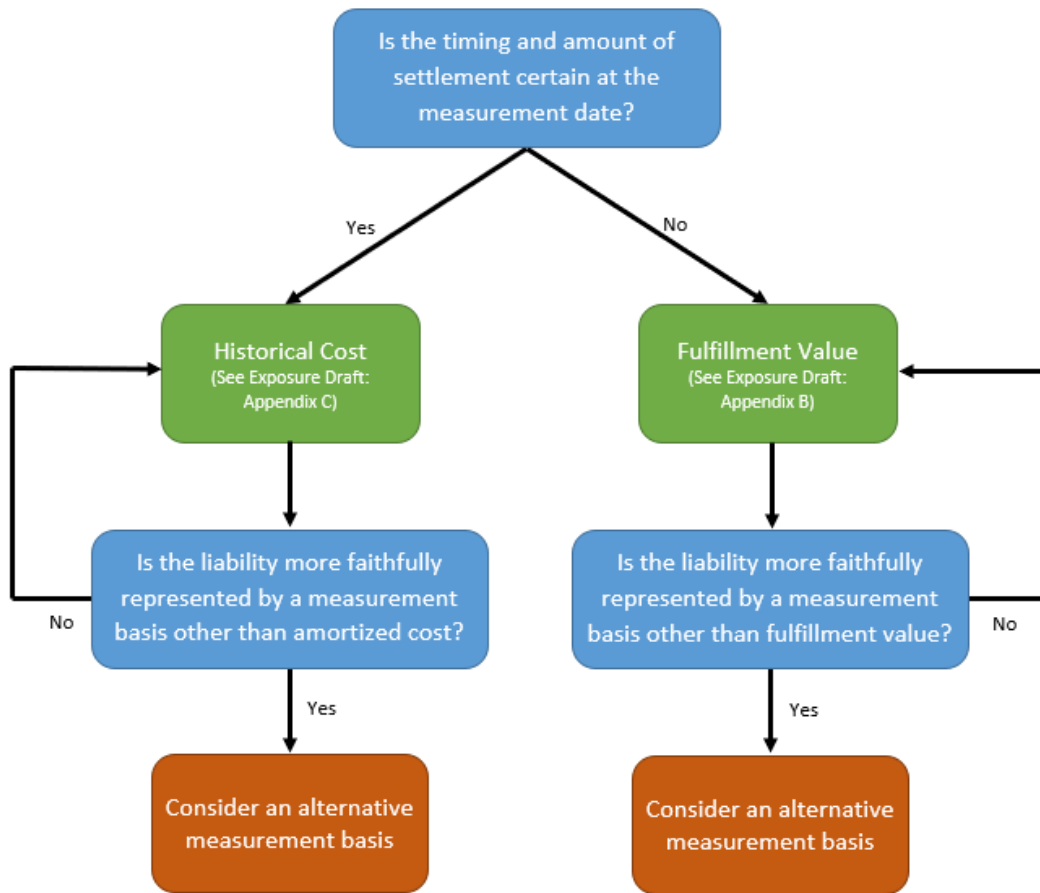 Is the timing and amount of
settlement certain at the
measurement date?
Yes
No
Historical Cost
(See Exposure Draft:
Appendix C)
Fulfillment Value
(See Exposure Draft:
Appendix B)
Is the liability more faithfully
represented by a measurement
basis other than amortized cost?
No
Is the liability more faithfully
represented by a measurement
basis other than fulfillment value?
No
Yes
Yes
Consider an alternative
measurement basis
Consider an alternative
measurement basis